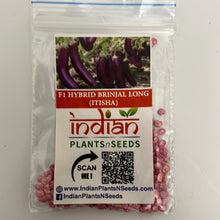 F1 HYBRID BRINJAL LONG
(ITISHA)
indian
PLANTSnSEEDS
SCAN
ME !
www.IndianPlantsNSeeds.com
/IndianPlantsNSeeds